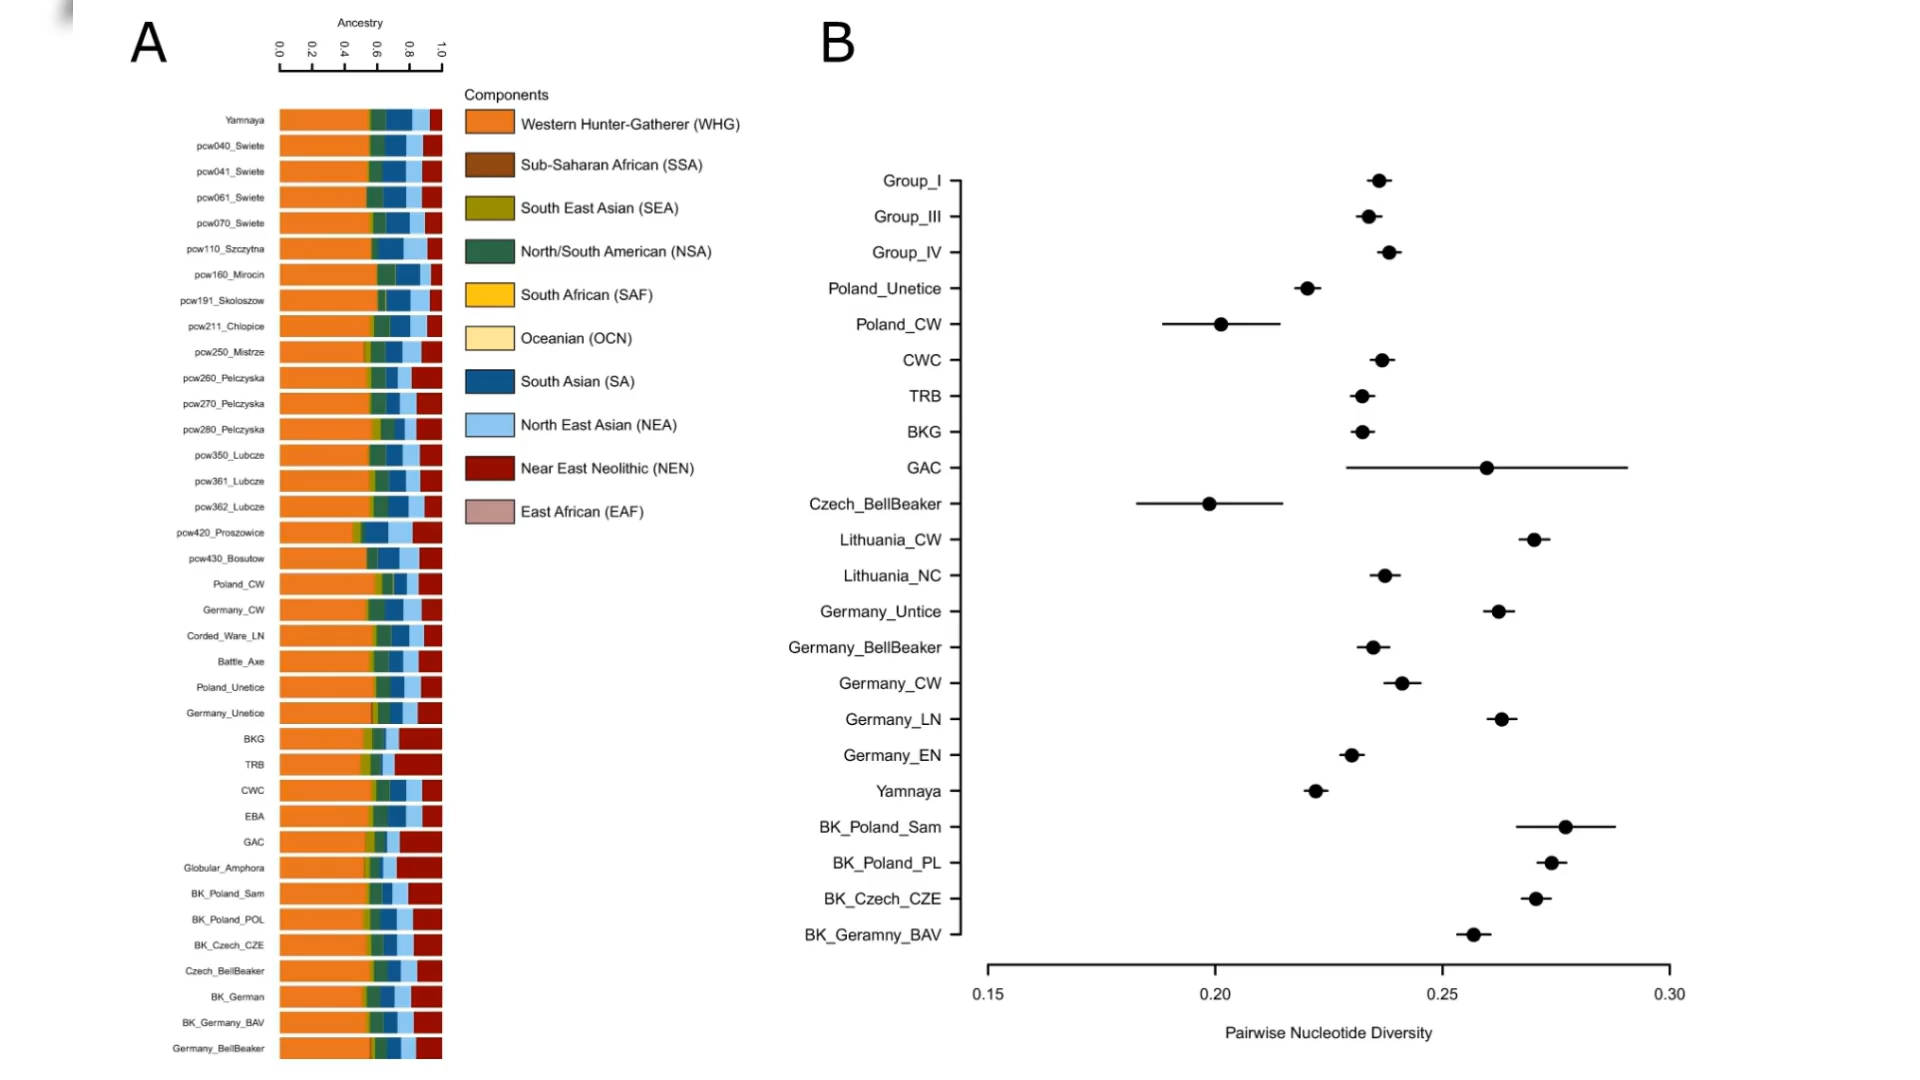 A
Ancestry
0.0 0.2 0.4 0.6 0.8 1.0
Components
Western Hunter-Gatherer (WHG)
Sub-Saharan African (SSA)
South East Asian (SEA)
North/South American (NSA)
South African (SAF)
Oceanian (OCN)
South Asian (SA)
North East Asian (NEA)
Near East Neolithic (NEN)
East African (EAF)
Yamnaya
pcw040_Swiete
pcw041_Swiete
pcw061_Swiete
pcw070_Swiete
pcw110_Szczytna
pcw160_Mirocin
pcw191_Skoloszow
pcw211_Chlopice
pcw250_Mistrze
pcw260_Pelczyska
pcw270_Pelczyska
pcw280_Pelczyska
pcw350_Lubcze
pcw361_Lubcze
pcw362_Lubcze
pcw420_Proszowice
pcw430_Bosutow
Poland_CW
Germany_CW
Corded_Ware_LN
Battle_Axe
Poland_Unetice
Germany_Unetice
BKG
TRB
CWC
EBA
GAC
Globular_Amphora
BK_Poland_Sam
BK_Poland_POL
BK_Czech_CZE
Czech_BellBeaker
BK_German
BK_Germany_BAV
Germany_BellBeaker
B
Group_I
Group_III
Group_IV
Poland_Unetice
Poland_CW
CWC
TRB
BKG
GAC
Czech_BellBeaker
Lithuania_CW
Lithuania_NC
Germany_Untice
Germany_BellBeaker
Germany_CW
Germany_LN
Germany_EN
Yamnaya
BK_Poland_Sam
BK_Poland_PL
BK_Czech_CZE
BK_Geramny_BAV
0.15 0.20 0.25 0.30
Pairwise Nucleotide Diversity